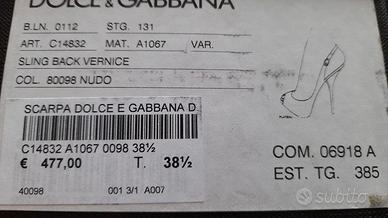 DOLCE & GABBANA
B.LN. 0112 STG. 131
ART. C14832 MAT. A1067 VAR.
SLING BACK VERNICE
COL. 80098 NUDO
PLATEAU
SCARPA DOLCE E GABBANA D
C14832 A1067 0098 38½
€ 477,00 T. 38½
40098 001 3/1 A007
COM. 06918 A
EST. TG. 385
subito